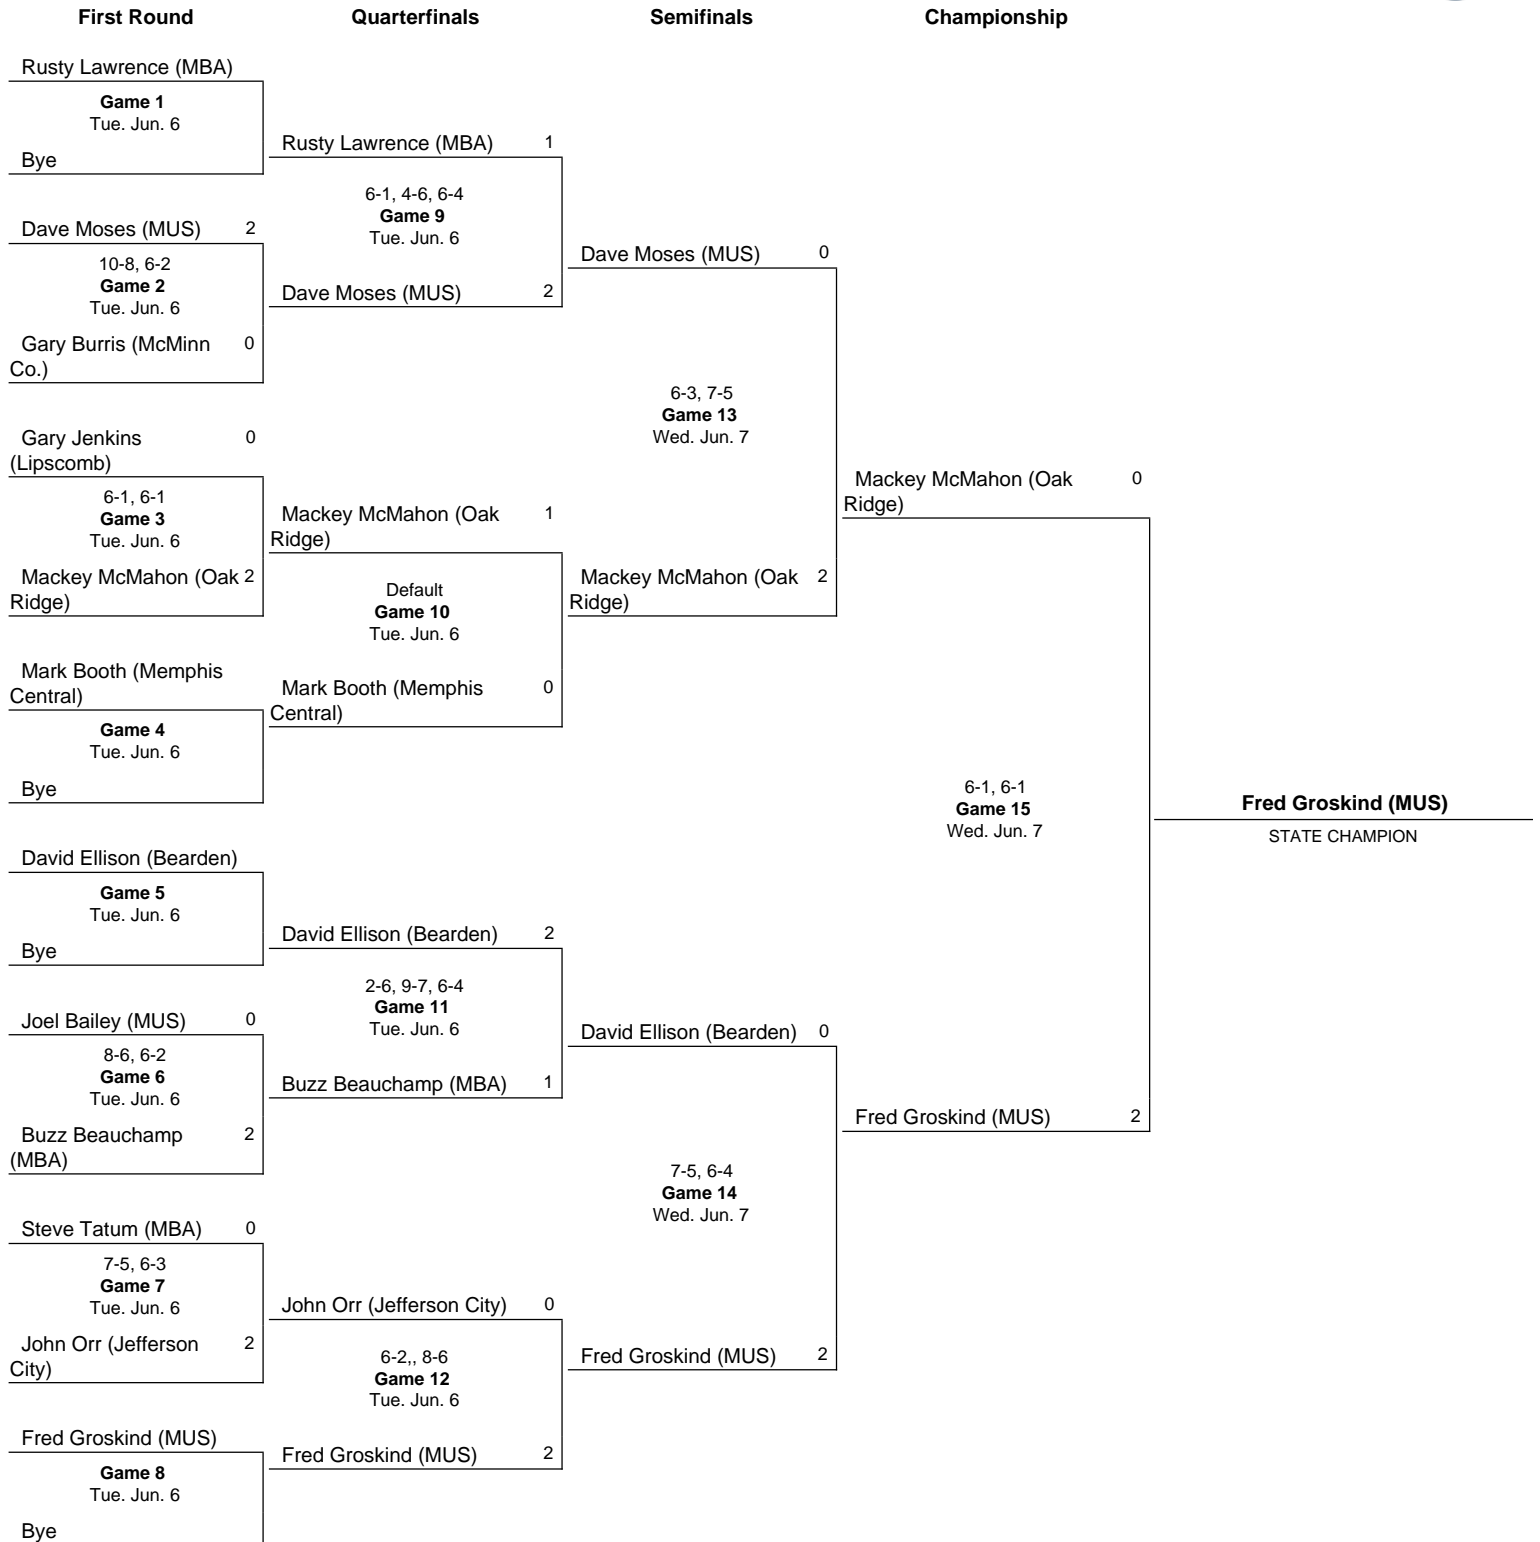 First Round
Quarterfinals
Semifinals
Championship
Rusty Lawrence (MBA)
Game 1
Tue. Jun. 6
Bye
Dave Moses (MUS) 2
10-8, 6-2
Game 2
Tue. Jun. 6
Gary Burris (McMinn 0
Co.)
Gary Jenkins 0
(Lipscomb)
6-1, 6-1
Game 3
Tue. Jun. 6
Mackey McMahon (Oak 2
Ridge)
Mark Booth (Memphis
Central)
Game 4
Tue. Jun. 6
Bye
David Ellison (Bearden)
Game 5
Tue. Jun. 6
Bye
Joel Bailey (MUS) 0
8-6, 6-2
Game 6
Tue. Jun. 6
Buzz Beauchamp 2
(MBA)
Steve Tatum (MBA) 0
7-5, 6-3
Game 7
Tue. Jun. 6
John Orr (Jefferson 2
City)
Fred Groskind (MUS)
Game 8
Tue. Jun. 6
Bye
Rusty Lawrence (MBA) 1
6-1, 4-6, 6-4
Game 9
Tue. Jun. 6
Dave Moses (MUS) 2
Mackey McMahon (Oak 1
Ridge)
Default
Game 10
Tue. Jun. 6
Mark Booth (Memphis 0
Central)
David Ellison (Bearden) 2
2-6, 9-7, 6-4
Game 11
Tue. Jun. 6
Buzz Beauchamp (MBA) 1
John Orr (Jefferson City) 0
6-2,, 8-6
Game 12
Tue. Jun. 6
Fred Groskind (MUS) 2
Dave Moses (MUS) 0
6-3, 7-5
Game 13
Wed. Jun. 7
Mackey McMahon (Oak 2
Ridge)
David Ellison (Bearden) 0
7-5, 6-4
Game 14
Wed. Jun. 7
Fred Groskind (MUS) 2
Mackey McMahon (Oak 0
Ridge)
6-1, 6-1
Game 15
Wed. Jun. 7
Fred Groskind (MUS) 2
Fred Groskind (MUS)
STATE CHAMPION